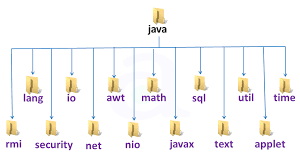 java
lang io awt math sql util time
rmi security net nio javax text applet